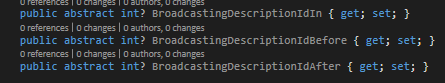 0 references | 0 changes | 0 authors, 0 changes
public abstract int? BroadcastingDescriptionIdIn { get; set; }
0 references | 0 changes | 0 authors, 0 changes
public abstract int? BroadcastingDescriptionIdBefore { get; set; }
0 references | 0 changes | 0 authors, 0 changes
public abstract int? BroadcastingDescriptionIdAfter { get; set; }